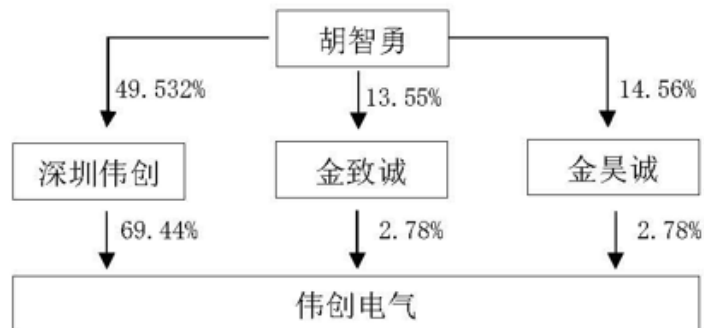 胡智勇
49.532%
13.55%
14.56%
深圳伟创
金致诚
金昊诚
69.44%
2.78%
2.78%
伟创电气